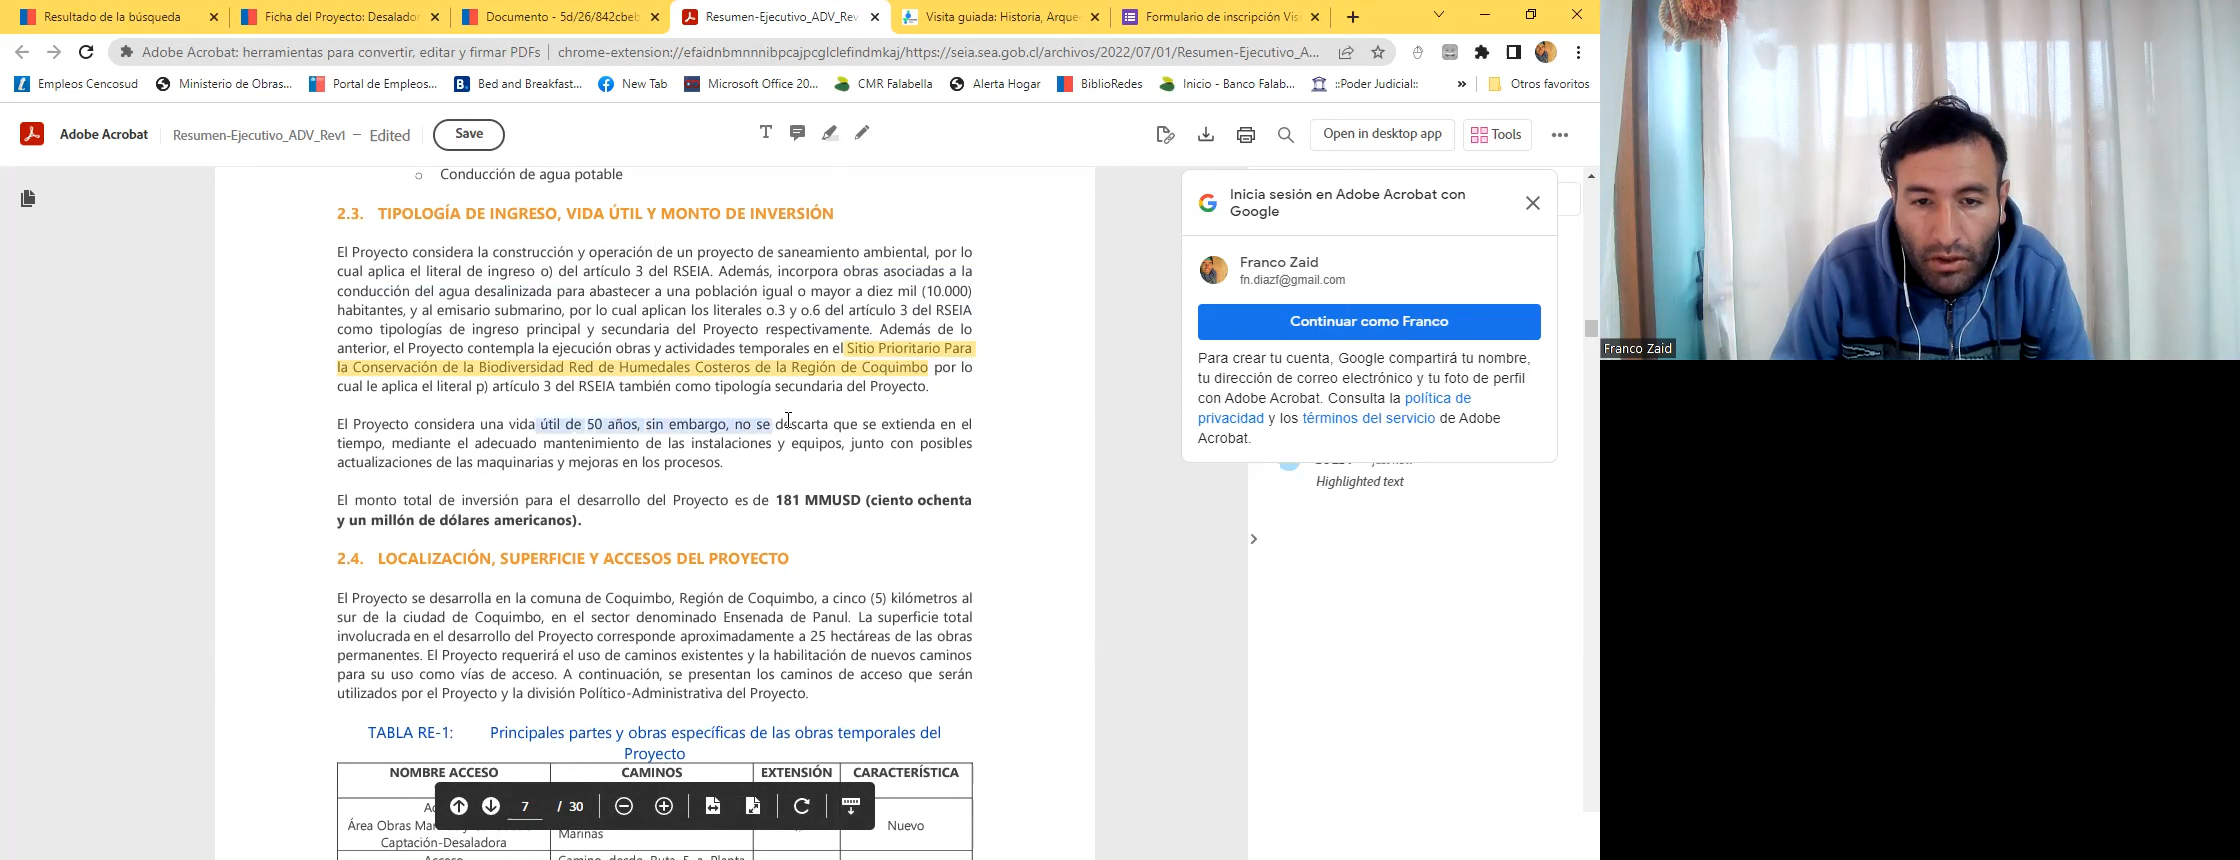 Resultado de la búsqueda
Ficha del Proyecto: Desalador
Documento - 5d/26/842cbeb
Resumen-Ejecutivo_ADV_Rev
Visita guiada: Historia, Arque
Formulario de inscripción Vis
Adobe Acrobat: herramientas para convertir, editar y firmar PDFs | chrome-extension://efaidnbmnnnibpcajpcglclefindmkaj/https://seia.sea.gob.cl/archivos/2022/07/01/Resumen-Ejecutivo_A...
Empleos Cencosud
Ministerio de Obras...
Portal de Empleos...
Bed and Breakfast...
New Tab
Microsoft Office 20...
CMR Falabella
Alerta Hogar
BiblioRedes
Inicio - Banco Falab...
::Poder Judicial::
»
Otros favoritos
Adobe Acrobat
Resumen-Ejecutivo_ADV_Rev1 — Edited
Save
Open in desktop app
Tools
○ Conducción de agua potable
2.3. TIPOLOGÍA DE INGRESO, VIDA ÚTIL Y MONTO DE INVERSIÓN
El Proyecto considera la construcción y operación de un proyecto de saneamiento ambiental, por lo
cual aplica el literal de ingreso o) del artículo 3 del RSEIA. Además, incorpora obras asociadas a la
conducción del agua desalinizada para abastecer a una población igual o mayor a diez mil (10.000)
habitantes, y al emisario submarino, por lo cual aplican los literales o.3 y o.6 del artículo 3 del RSEIA
como tipologías de ingreso principal y secundaria del Proyecto respectivamente. Además de lo
anterior, el Proyecto contempla la ejecución obras y actividades temporales en el Sitio Prioritario Para
la Conservación de la Biodiversidad Red de Humedales Costeros de la Región de Coquimbo por lo
cual le aplica el literal p) artículo 3 del RSEIA también como tipología secundaria del Proyecto.
El Proyecto considera una vida útil de 50 años, sin embargo, no se descarta que se extienda en el
tiempo, mediante el adecuado mantenimiento de las instalaciones y equipos, junto con posibles
actualizaciones de las maquinarias y mejoras en los procesos.
El monto total de inversión para el desarrollo del Proyecto es de 181 MMUSD (ciento ochenta
y un millón de dólares americanos).
2.4. LOCALIZACIÓN, SUPERFICIE Y ACCESOS DEL PROYECTO
El Proyecto se desarrolla en la comuna de Coquimbo, Región de Coquimbo, a cinco (5) kilómetros al
sur de la ciudad de Coquimbo, en el sector denominado Ensenada de Panul. La superficie total
involucrada en el desarrollo del Proyecto corresponde aproximadamente a 25 hectáreas de las obras
permanentes. El Proyecto requerirá el uso de caminos existentes y la habilitación de nuevos caminos
para su uso como vías de acceso. A continuación, se presentan los caminos de acceso que serán
utilizados por el Proyecto y la división Político-Administrativa del Proyecto.
TABLA RE-1: Principales partes y obras específicas de las obras temporales del
Proyecto
NOMBRE ACCESO CAMINOS EXTENSIÓN CARACTERÍSTICA
Área Obras
Marinas
Nuevo
Captación-Desaladora
7 / 30
Inicia sesión en Adobe Acrobat con
Google
Franco Zaid
fn.diazf@gmail.com
Continuar como Franco
Para crear tu cuenta, Google compartirá tu nombre,
tu dirección de correo electrónico y tu foto de perfil
con Adobe Acrobat. Consulta la política de
privacidad y los términos del servicio de Adobe
Acrobat.
Highlighted text
Franco Zaid